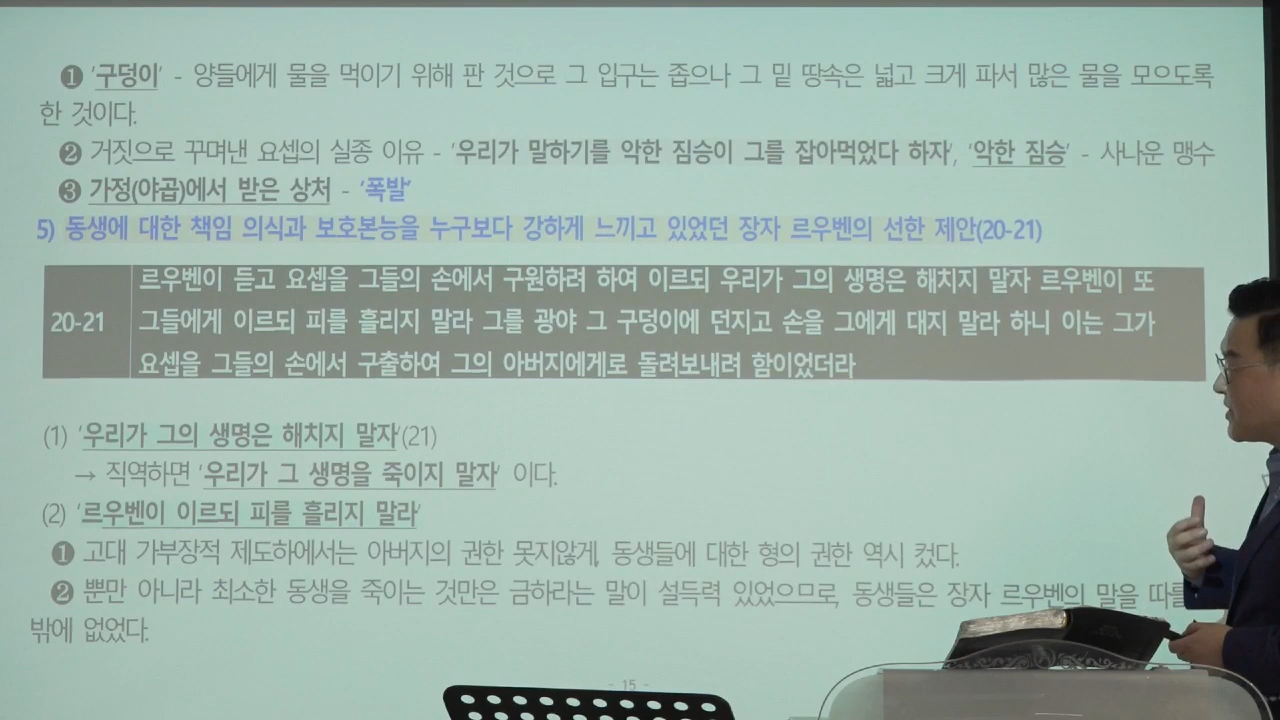 ❶ '구덩이' - 양들에게 물을 먹이기 위해 판 것으로 그 입구는 좁으나 그 밑 땅속은 넓고 크게 파서 많은 물을 모으도록
한 것이다.
❷ 거짓으로 꾸며낸 요셉의 실종 이유 - '우리가 말하기를 악한 짐승이 그를 잡아먹었다 하자', '악한 짐승' - 사나운 맹수
❸ 가정(야곱)에서 받은 상처 - '폭발'
5) 동생에 대한 책임 의식과 보호본능을 누구보다 강하게 느끼고 있었던 장자 르우벤의 선한 제안(20-21)
르우벤이 듣고 요셉을 그들의 손에서 구원하려 하여 이르되 우리가 그의 생명은 해치지 말자 르우벤이 또
20-21 그들에게 이르되 피를 흘리지 말라 그를 광야 그 구덩이에 던지고 손을 그에게 대지 말라 하니 이는 그가
요셉을 그들의 손에서 구출하여 그의 아버지에게로 돌려보내려 함이었더라
(1) '우리가 그의 생명은 해치지 말자'(21)
→ 직역하면 '우리가 그 생명을 죽이지 말자' 이다.
(2) '르우벤이 이르되 피를 흘리지 말라'
❶ 고대 가부장적 제도하에서는 아버지의 권한 못지않게, 동생들에 대한 형의 권한 역시 컸다.
❷ 뿐만 아니라 최소한 동생을 죽이는 것만은 금하라는 말이 설득력 있었으므로, 동생들은 장자 르우벤의 말을 따를
밖에 없었다.
- 15 -